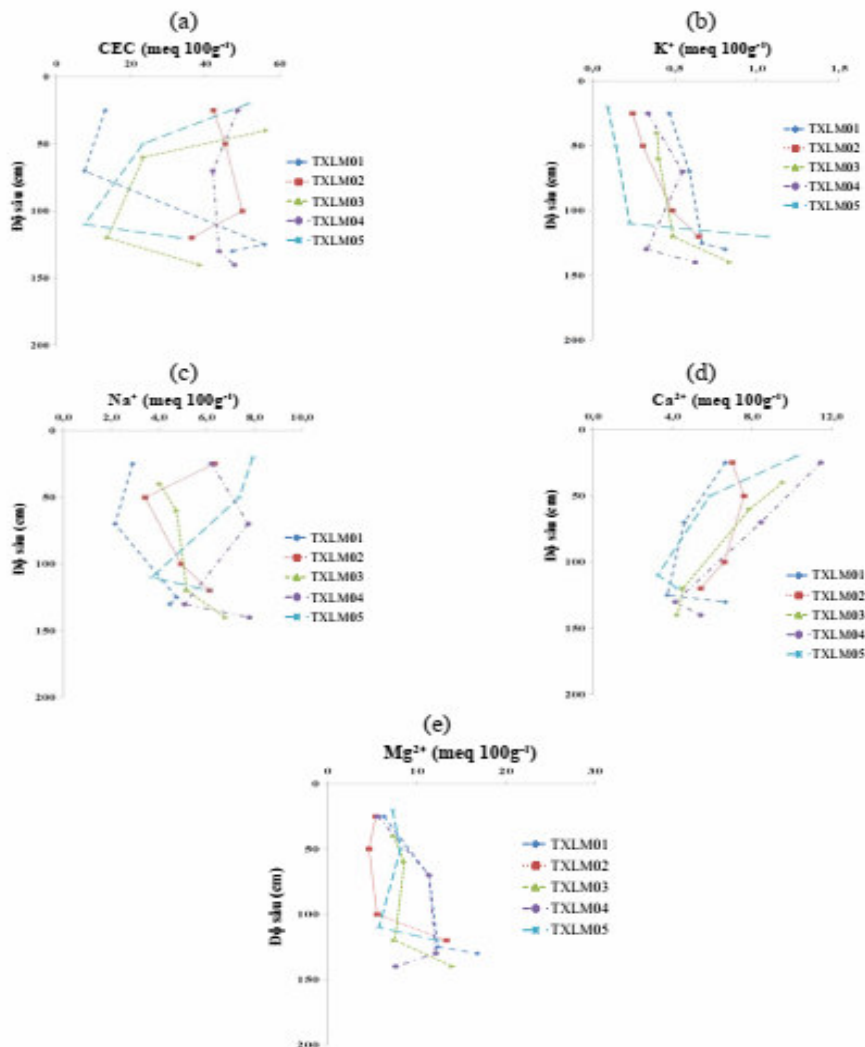 (a)
CEC (meq 100g⁻¹)
0 20 40 60
0
50
100
150
200
Độ sâu (cm)
TXLM01
TXLM02
TXLM03
TXLM04
TXLM05
(b)
K⁺ (meq 100g⁻¹)
0,0 0,5 1,0 1,5
0
50
100
150
200
Độ sâu (cm)
TXLM01
TXLM02
TXLM03
TXLM04
TXLM05
(c)
Na⁺ (meq 100g⁻¹)
0,0 2,0 4,0 6,0 8,0 10,0
0
50
100
150
200
Độ sâu (cm)
TXLM01
TXLM02
TXLM03
TXLM04
TXLM05
(d)
Ca²⁺ (meq 100g⁻¹)
0,0 4,0 8,0 12,0
0
50
100
150
200
Độ sâu (cm)
TXLM01
TXLM02
TXLM03
TXLM04
TXLM05
(e)
Mg²⁺ (meq 100g⁻¹)
0 10 20 30
0
50
100
150
200
Độ sâu (cm)
TXLM01
TXLM02
TXLM03
TXLM04
TXLM05